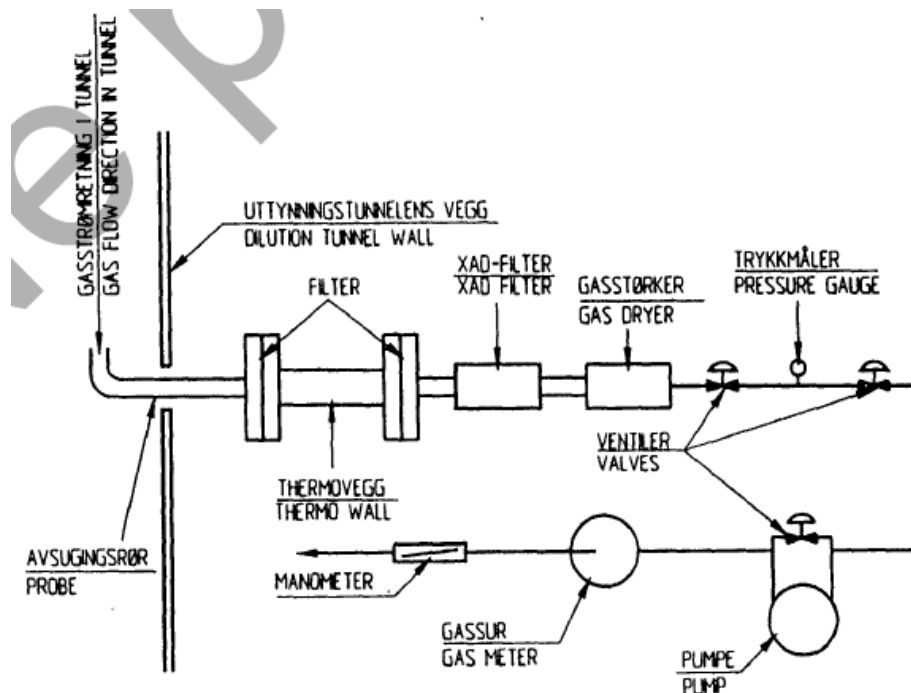 GASSTRØMRETNING I TUNNEL
GAS FLOW DIRECTION IN TUNNEL
UTTYNNINGSTUNNELENS VEGG
DILUTION TUNNEL WALL
FILTER
XAD-FILTER
XAD FILTER
GASSTØRKER
GAS DRYER
TRYKKMÅLER
PRESSURE GAUGE
VENTILER
VALVES
THERMOVEGG
THERMO WALL
AVSUGINGSRØR
PROBE
MANOMETER
GASSUR
GAS METER
PUMPE
PUMP